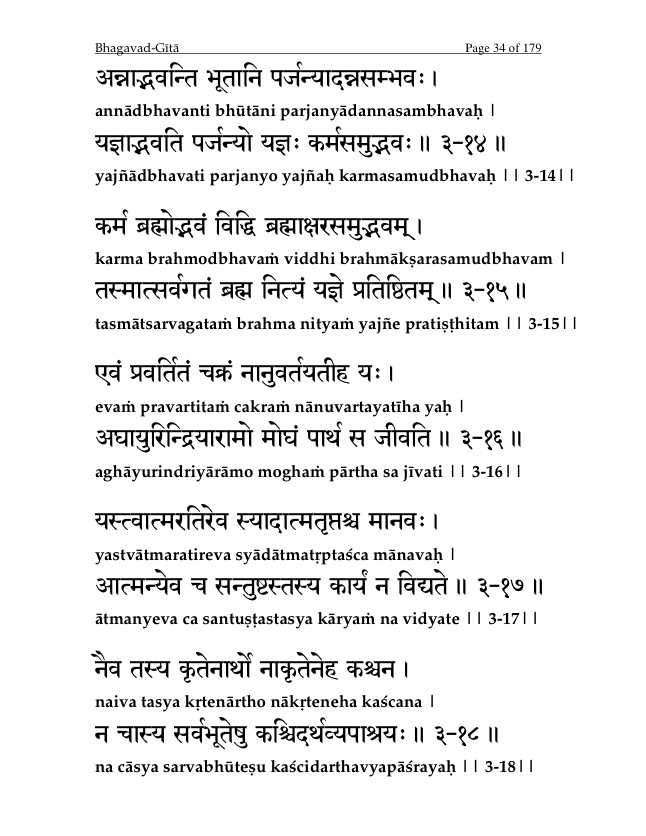 Bhagavad-Gītā Page 34 of 179
अन्नाद्भवन्ति भूतानि पर्जन्यादन्नसम्भवः।
annādbhavanti bhūtāni parjanyādannasambhavaḥ |
यज्ञाद्भवति पर्जन्यो यज्ञः कर्मसमुद्भवः॥ ३-१४॥
yajñādbhavati parjanyo yajñaḥ karmasamudbhavaḥ || 3-14||
कर्म ब्रह्मोद्भवं विद्धि ब्रह्माक्षरसमुद्भवम्।
karma brahmodbhavaṁ viddhi brahmākṣarasamudbhavam |
तस्मात्सर्वगतं ब्रह्म नित्यं यज्ञे प्रतिष्ठितम्॥ ३-१५॥
tasmātsarvagataṁ brahma nityaṁ yajñe pratiṣṭhitam || 3-15||
एवं प्रवर्तितं चक्रं नानुवर्तयतीह यः।
evaṁ pravartitaṁ cakraṁ nānuvartayatīha yaḥ |
अघायुरिन्द्रियारामो मोघं पार्थ स जीवति॥ ३-१६॥
aghāyurindriyārāmo moghaṁ pārtha sa jīvati || 3-16||
यस्त्वात्मरतिरेव स्यादात्मतृप्तश्च मानवः।
yastvātmaratireva syādātmatṛptaśca mānavaḥ |
आत्मन्येव च सन्तुष्टस्तस्य कार्यं न विद्यते॥ ३-१७॥
ātmanyeva ca santuṣṭastasya kāryaṁ na vidyate || 3-17||
नैव तस्य कृतेनार्थो नाकृतेनेह कश्चन।
naiva tasya kṛtenārtho nākṛteneha kaścana |
न चास्य सर्वभूतेषु कश्चिदर्थव्यपाश्रयः॥ ३-१८॥
na cāsya sarvabhūteṣu kaścidarthavyapāśrayaḥ || 3-18||